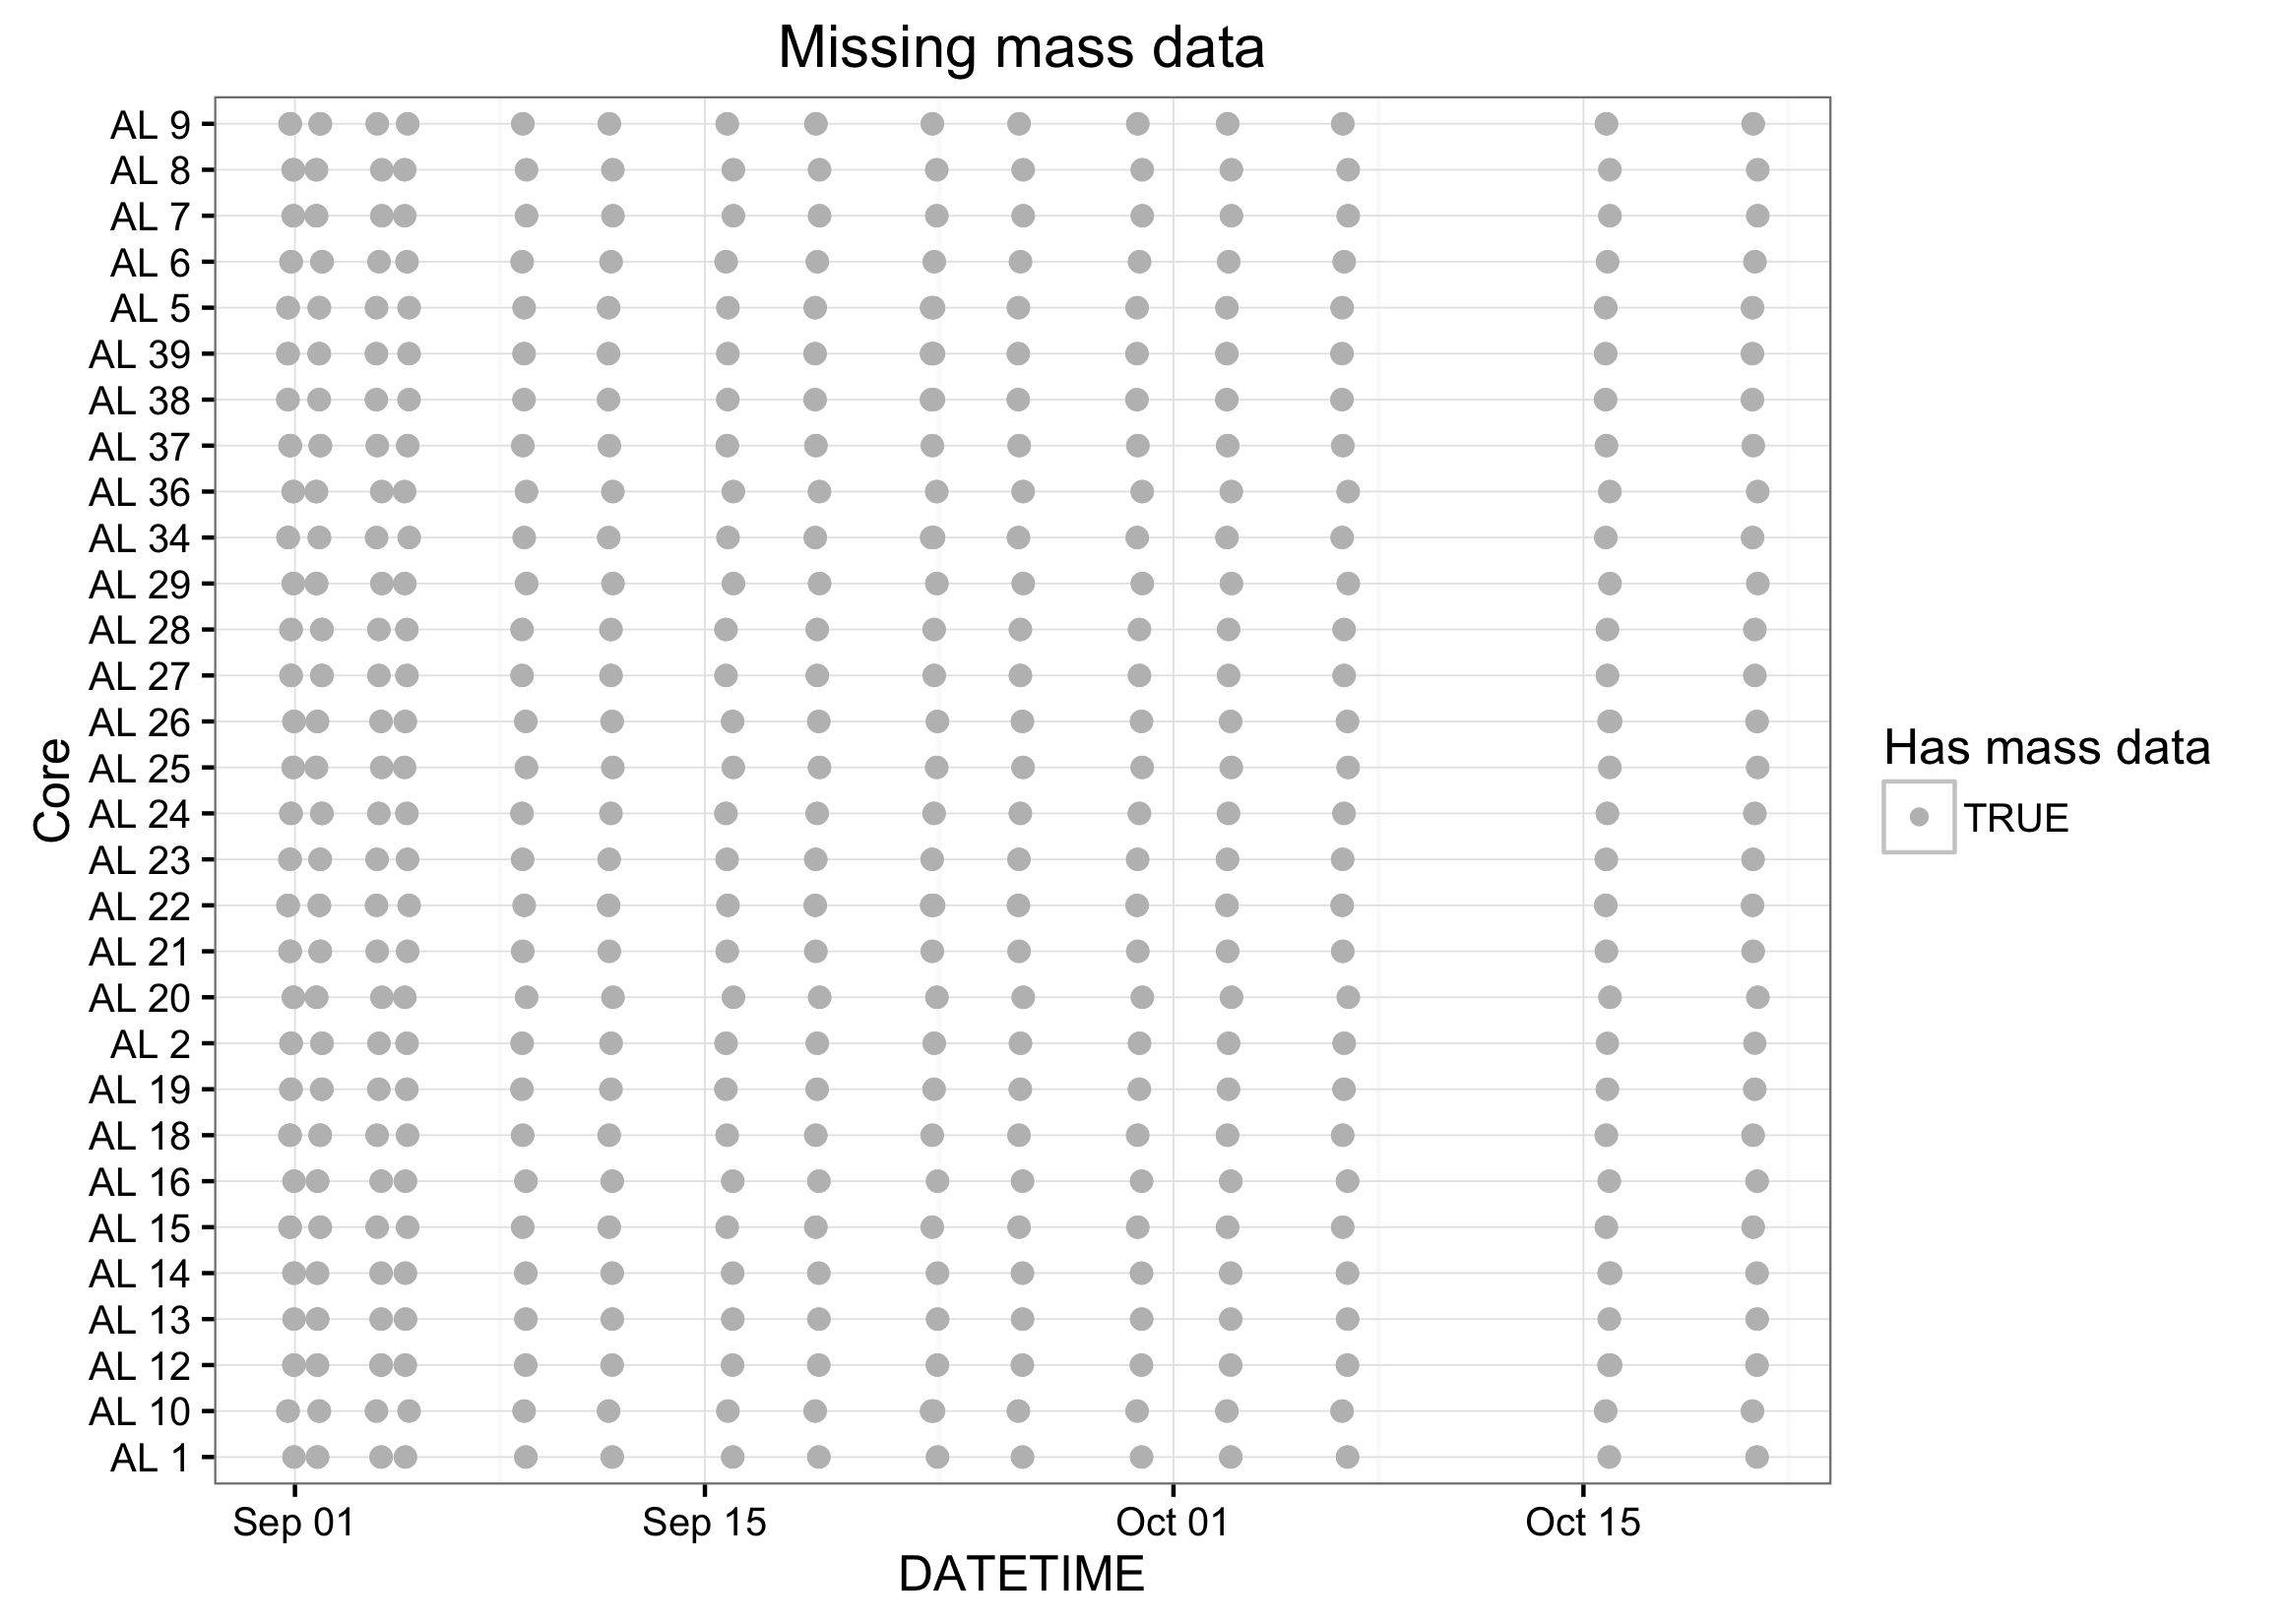 Missing mass data
AL 9
AL 8
AL 7
AL 6
AL 5
AL 39
AL 38
AL 37
AL 36
AL 34
AL 29
AL 28
AL 27
AL 26
AL 25
AL 24
AL 23
AL 22
AL 21
AL 20
AL 2
AL 19
AL 18
AL 16
AL 15
AL 14
AL 13
AL 12
AL 10
AL 1
Core
Sep 01
Sep 15
Oct 01
Oct 15
DATETIME
Has mass data
TRUE